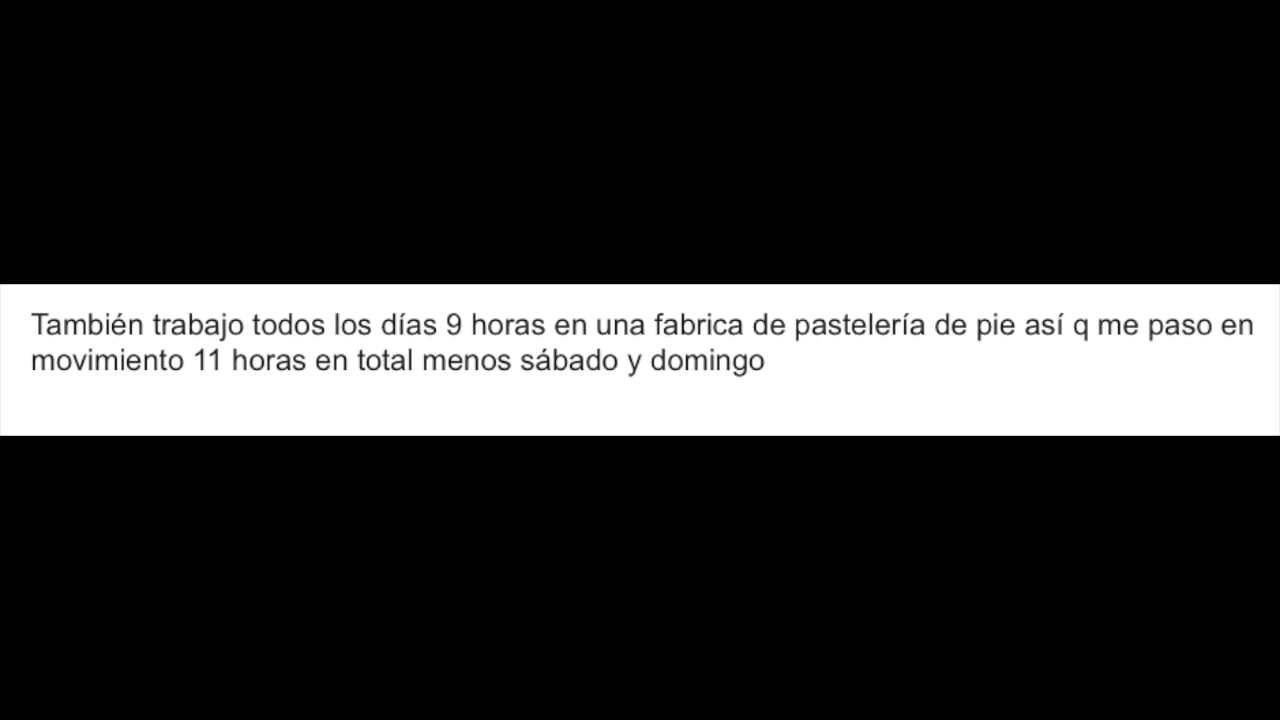 También trabajo todos los días 9 horas en una fabrica de pastelería de pie así q me paso en
movimiento 11 horas en total menos sábado y domingo